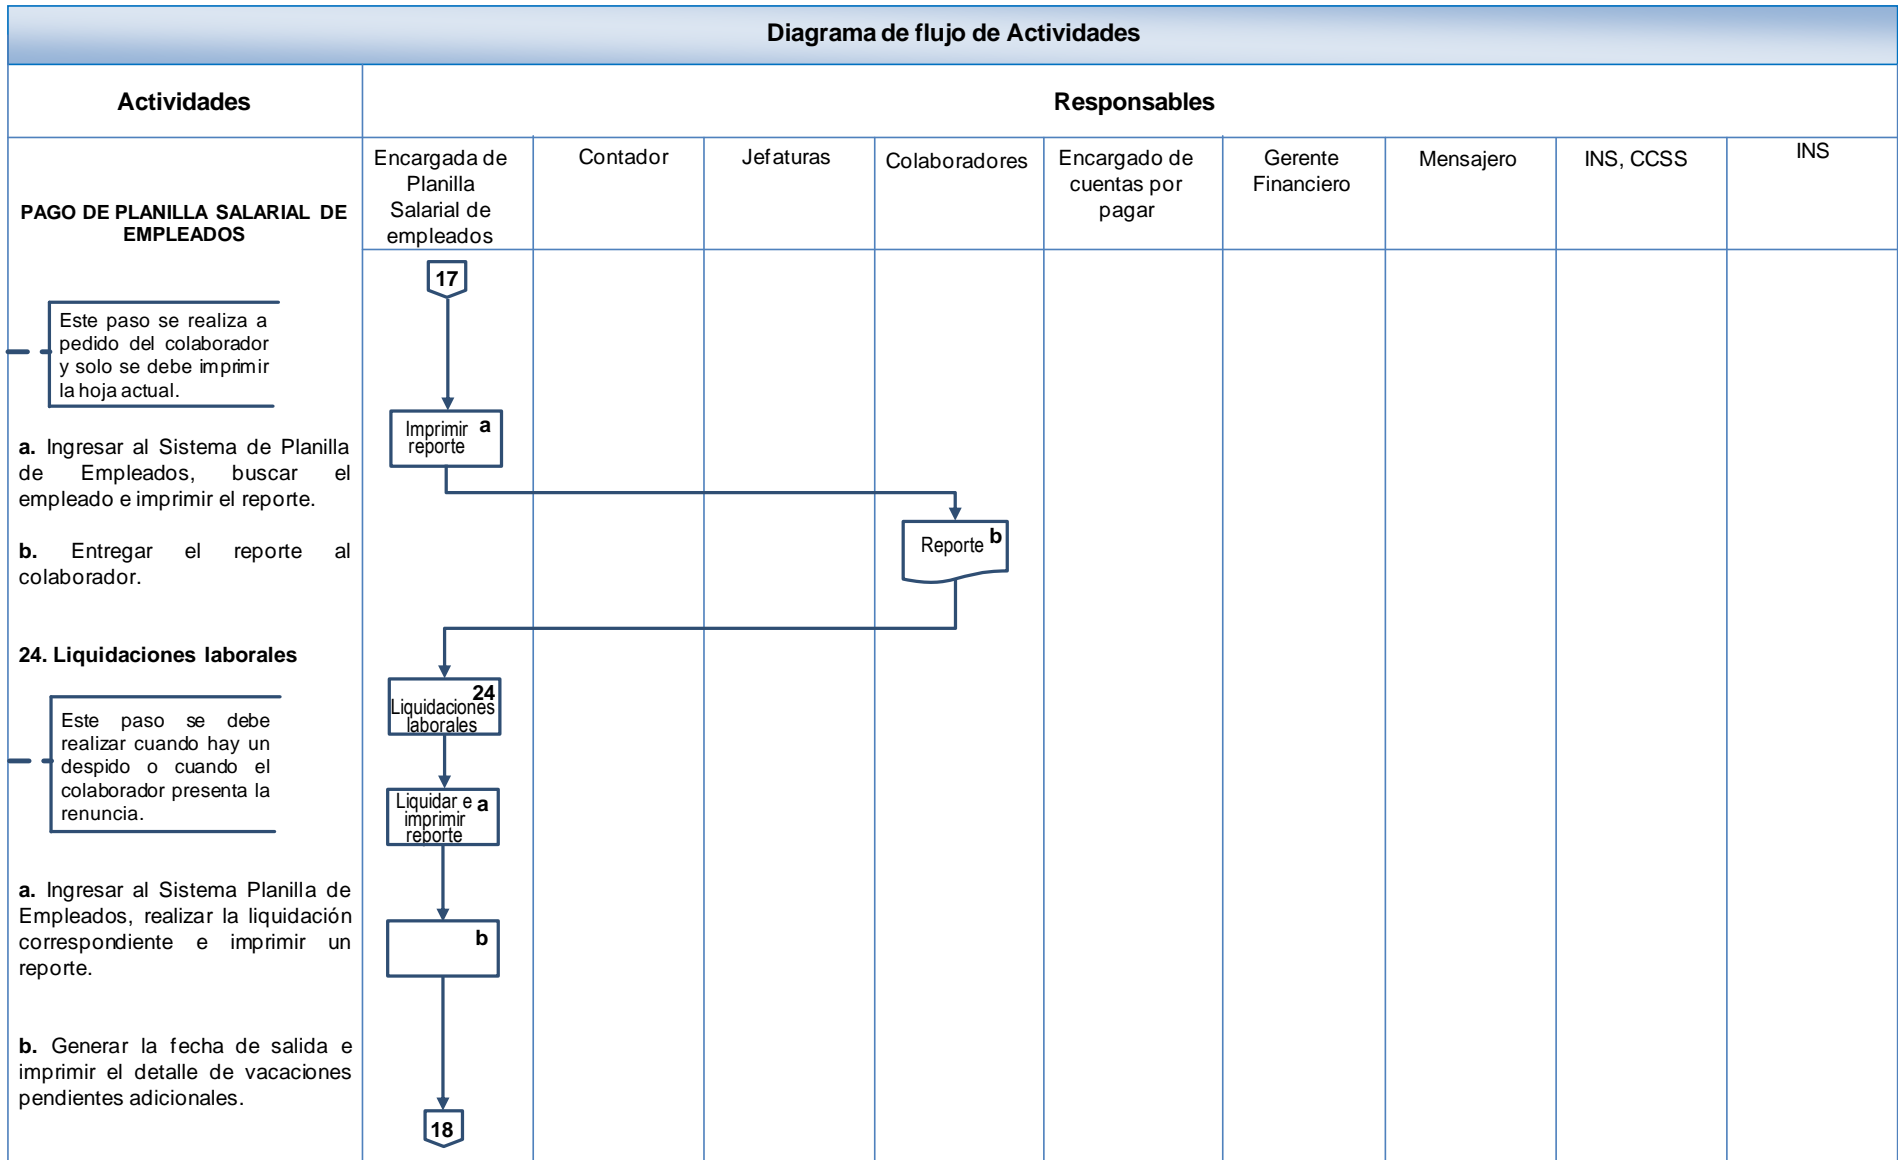 Diagrama de flujo de Actividades
Actividades
Responsables
PAGO DE PLANILLA SALARIAL DE
EMPLEADOS
Encargada de
Planilla
Salarial de
empleados
Contador
Jefaturas
Colaboradores
Encargado de
cuentas por
pagar
Gerente
Financiero
Mensajero
INS, CCSS
INS
Este paso se realiza a
pedido del colaborador
y solo se debe imprimir
la hoja actual.
a. Ingresar al Sistema de Planilla
de Empleados, buscar el
empleado e imprimir el reporte.
b. Entregar el reporte al
colaborador.
24. Liquidaciones laborales
Este paso se debe
realizar cuando hay un
despido o cuando el
colaborador presenta la
renuncia.
a. Ingresar al Sistema Planilla de
Empleados, realizar la liquidación
correspondiente e imprimir un
reporte.
b. Generar la fecha de salida e
imprimir el detalle de vacaciones
pendientes adicionales.
17
Imprimir a
reporte
Reporte b
24
Liquidaciones
laborales
Liquidar e a
imprimir
reporte
b
18